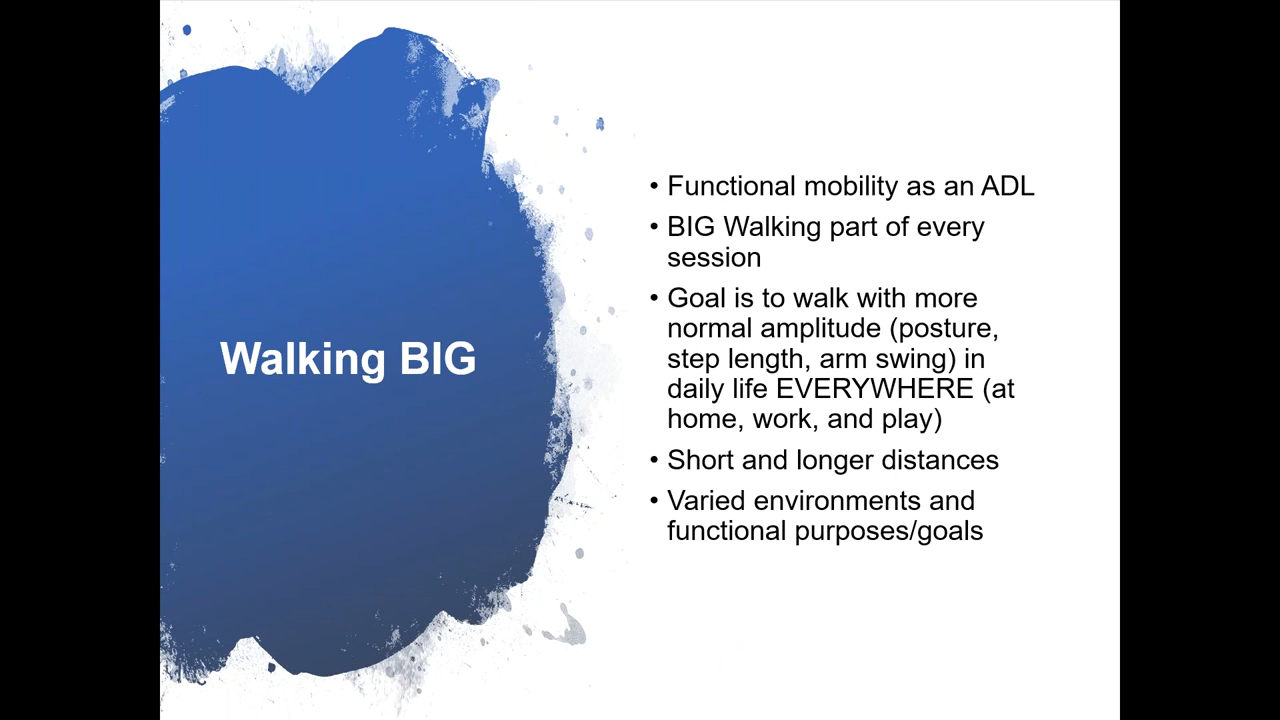 Walking BIG
• Functional mobility as an ADL
• BIG Walking part of every
session
• Goal is to walk with more
normal amplitude (posture,
step length, arm swing) in
daily life EVERYWHERE (at
home, work, and play)
• Short and longer distances
• Varied environments and
functional purposes/goals